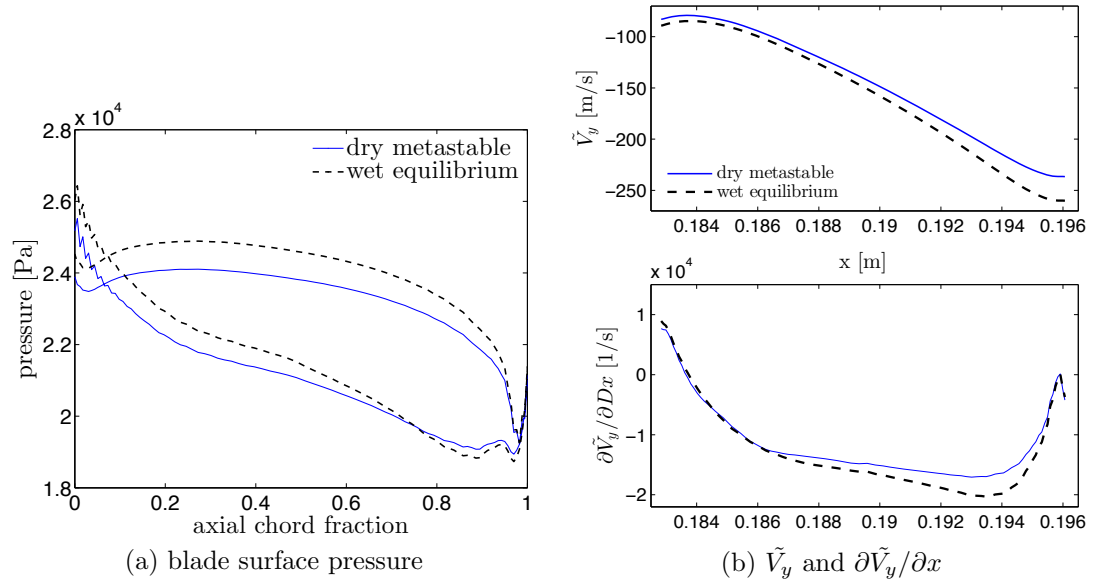 x 10⁴
2.8
2.6
2.4
2.2
2
1.8
pressure [Pa]
dry metastable
wet equilibrium
0
0.2
0.4
0.6
0.8
1
axial chord fraction
(a) blade surface pressure
−100
−150
−200
−250
Ṽ_y [m/s]
dry metastable
wet equilibrium
0.184
0.186
0.188
0.19
0.192
0.194
0.196
x [m]
x 10⁴
1
0
−1
−2
∂Ṽ_y/∂Dx [1/s]
0.184
0.186
0.188
0.19
0.192
0.194
0.196
(b) Ṽ_y and ∂Ṽ_y/∂x